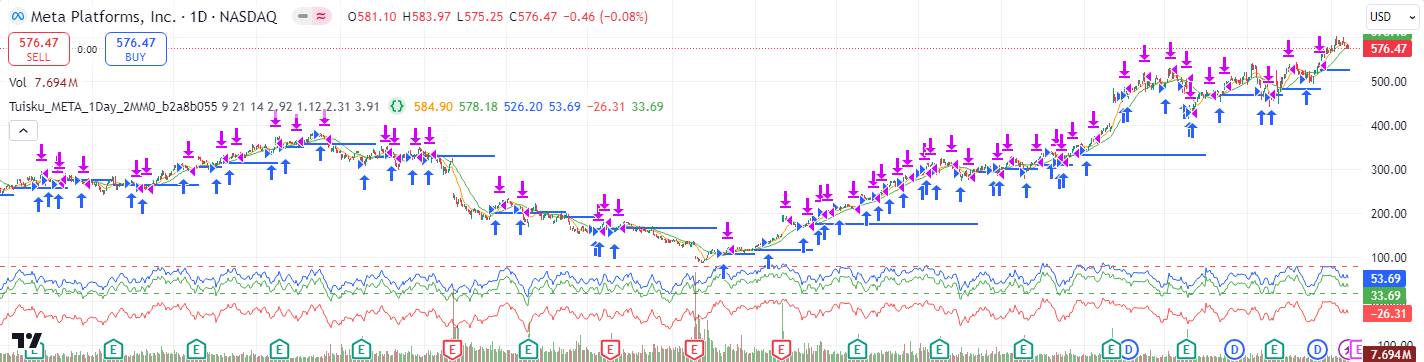 Meta Platforms, Inc. · 1D · NASDAQ O581.10 H583.97 L575.25 C576.47 −0.46 (−0.08%)
USD
576.47 SELL 0.00 576.47 BUY
576.47
Vol 7.694M
500.00
Tuisku_META_1Day_2MM0_b2a8b055 9 21 14 2.92 1.12 2.31 3.91 {} 584.90 578.18 526.20 53.69 −26.31 33.69
400.00
300.00
200.00
100.00
53.69
33.69
−26.31
E E E E E E E E E E E E E E D E D E D E
−100.00
7.694M